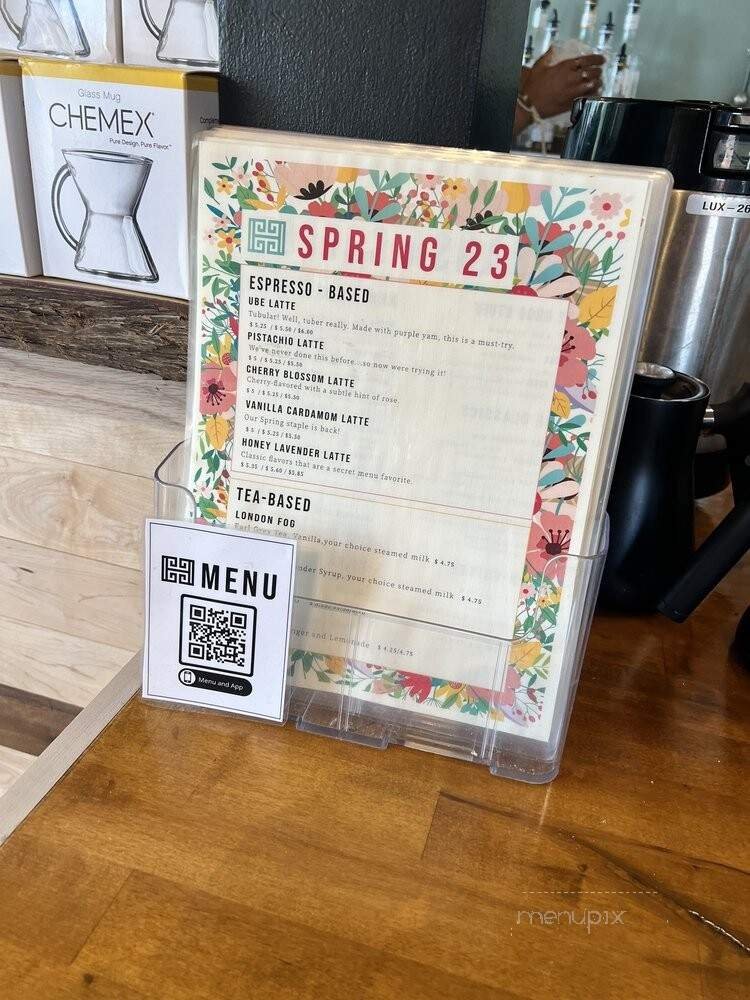 Glass Mug
CHEMEX
Pure Design. Pure Flavor.™
LUX-26
SPRING 23
ESPRESSO - BASED
UBE LATTE
Tubular! Well, tuber really. Made with purple yam, this is a must-try.
$ 5.25 / $ 5.50 / $6.00
PISTACHIO LATTE
We've never done this before...so now were trying it!
$ 5 / $ 5.25 / $5.50
CHERRY BLOSSOM LATTE
Cherry-flavored with a subtle hint of rose
$ 5 / $ 5.25 / $5.50
VANILLA CARDAMOM LATTE
Our Spring staple is back!
$ 5 / $ 5.25 / $5.50
HONEY LAVENDER LATTE
Classic flavors that are a secret menu favorite.
$ 5.35 / $ 5.60 / $5.85
TEA-BASED
LONDON FOG
Earl Grey Tea, Vanilla,your choice steamed milk $ 4.75
Syrup, your choice steamed milk $ 4.75
and Lemonade $ 4.25/4.75
MENU
Menu and App
menupix